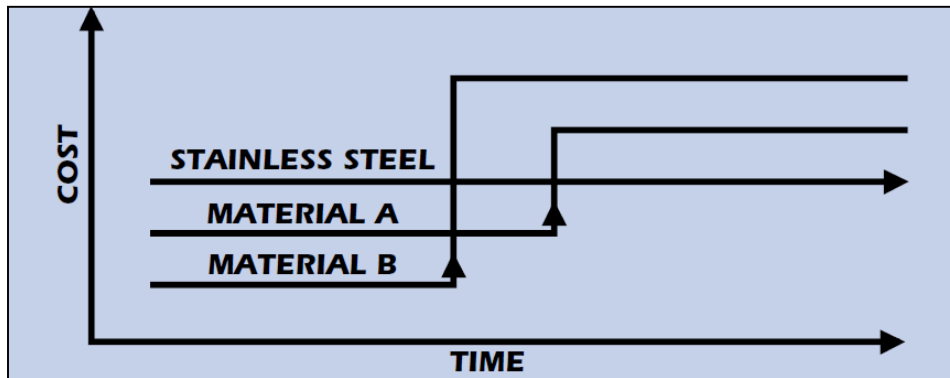 COST
STAINLESS STEEL
MATERIAL A
MATERIAL B
TIME